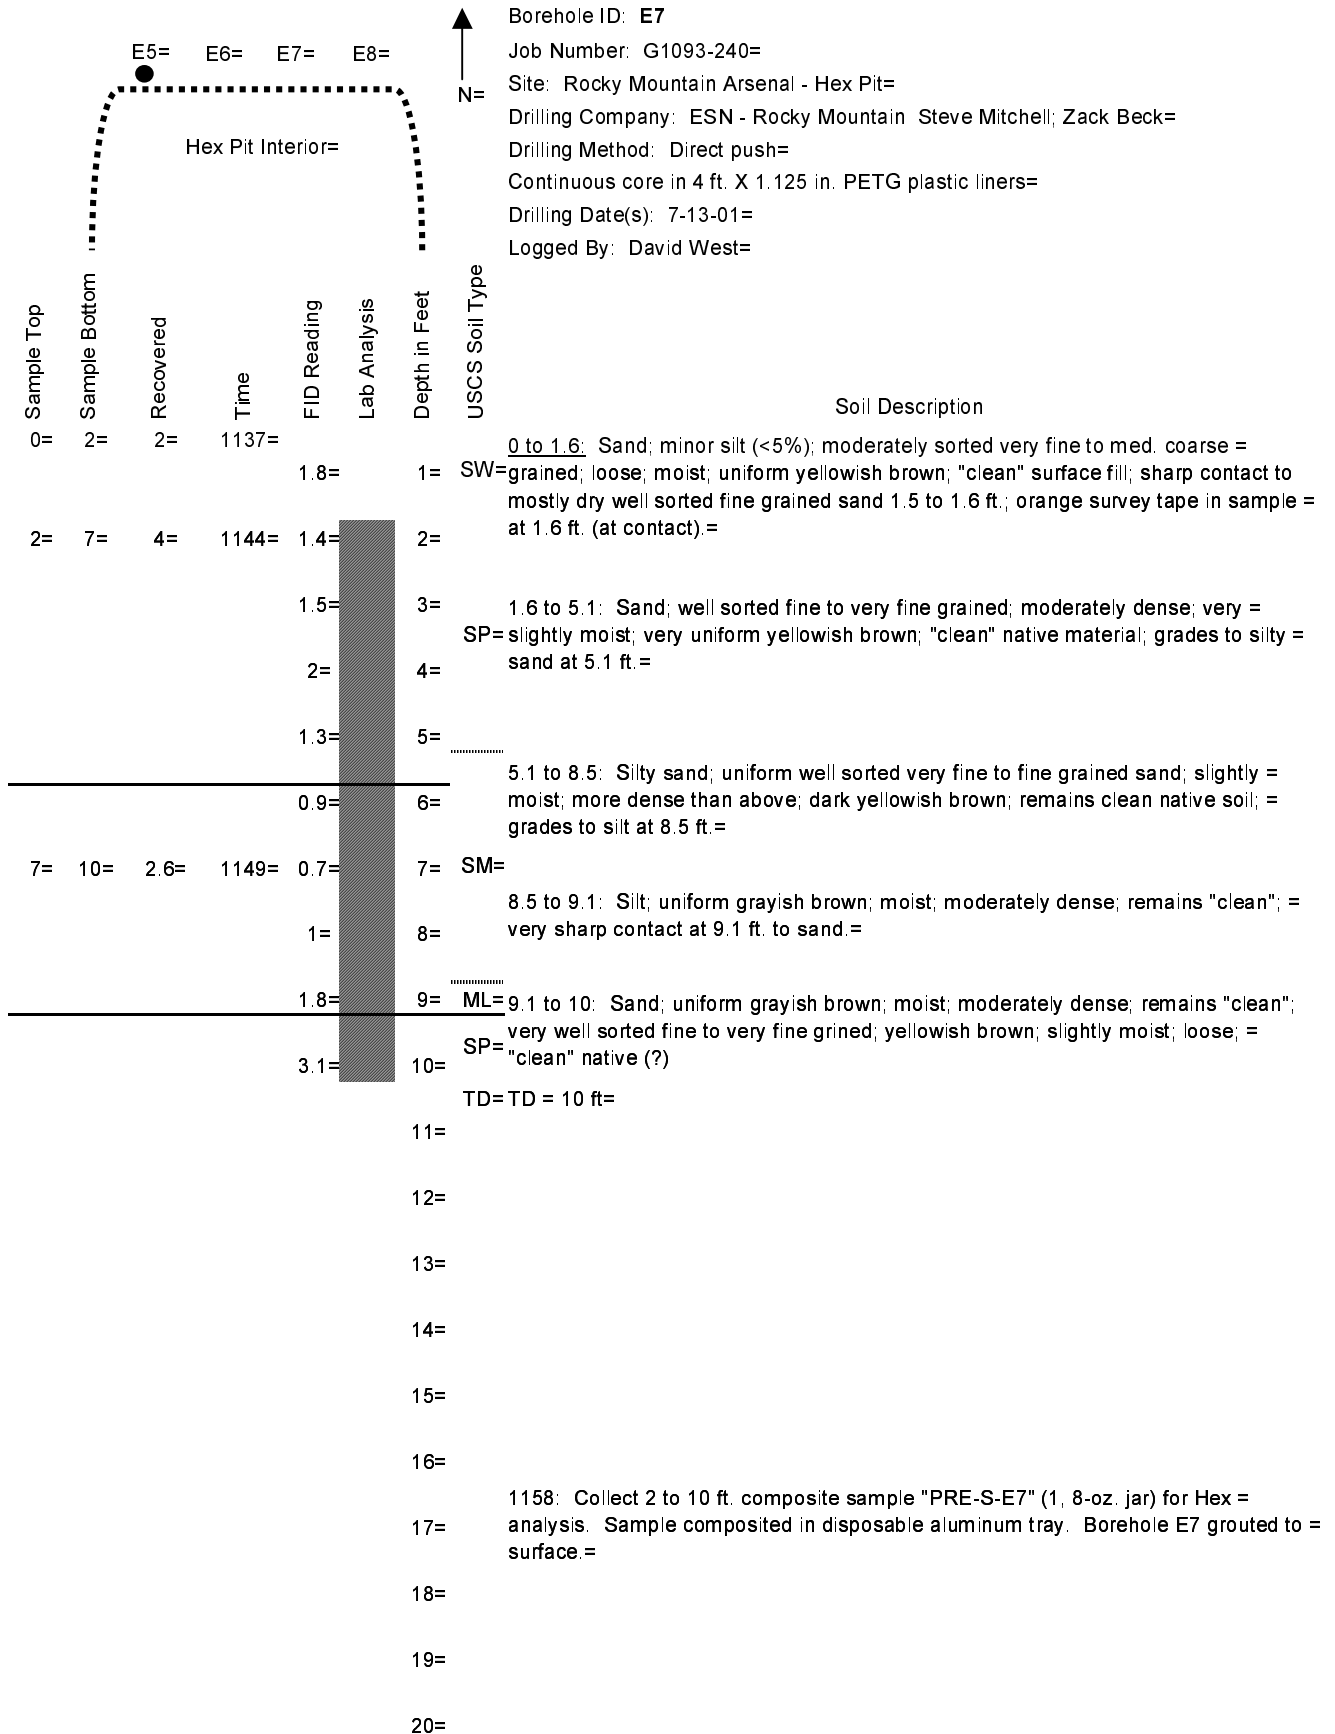 Borehole ID: E7
E5= E6= E7= E8=
Job Number: G1093-240=
N=
Site: Rocky Mountain Arsenal - Hex Pit=
Drilling Company: ESN - Rocky Mountain Steve Mitchell; Zack Beck=
Hex Pit Interior=
Drilling Method: Direct push=
Continuous core in 4 ft. X 1.125 in. PETG plastic liners=
Drilling Date(s): 7-13-01=
Logged By: David West=
Sample Top
Sample Bottom
Recovered
Time
FID Reading
Lab Analysis
Depth in Feet
USCS Soil Type
Soil Description
0= 2= 2= 1137=
0 to 1.6: Sand; minor silt (<5%); moderately sorted very fine to med. coarse =
1.8= 1= SW= grained; loose; moist; uniform yellowish brown; "clean" surface fill; sharp contact to
mostly dry well sorted fine grained sand 1.5 to 1.6 ft.; orange survey tape in sample =
at 1.6 ft. (at contact).=
2= 7= 4= 1144= 1.4= 2=
1.5= 3= 1.6 to 5.1: Sand; well sorted fine to very fine grained; moderately dense; very =
SP= slightly moist; very uniform yellowish brown; "clean" native material; grades to silty =
2= 4= sand at 5.1 ft.=
1.3= 5=
5.1 to 8.5: Silty sand; uniform well sorted very fine to fine grained sand; slightly =
0.9= 6= moist; more dense than above; dark yellowish brown; remains clean native soil; =
grades to silt at 8.5 ft.=
7= 10= 2.6= 1149= 0.7= 7= SM=
8.5 to 9.1: Silt; uniform grayish brown; moist; moderately dense; remains "clean"; =
1= 8= very sharp contact at 9.1 ft. to sand.=
1.8= 9= ML= 9.1 to 10: Sand; uniform grayish brown; moist; moderately dense; remains "clean";
very well sorted fine to very fine grined; yellowish brown; slightly moist; loose; =
3.1= 10= SP= "clean" native (?)
TD= TD = 10 ft=
11=
12=
13=
14=
15=
16=
1158: Collect 2 to 10 ft. composite sample "PRE-S-E7" (1, 8-oz. jar) for Hex =
17= analysis. Sample composited in disposable aluminum tray. Borehole E7 grouted to =
surface.=
18=
19=
20=